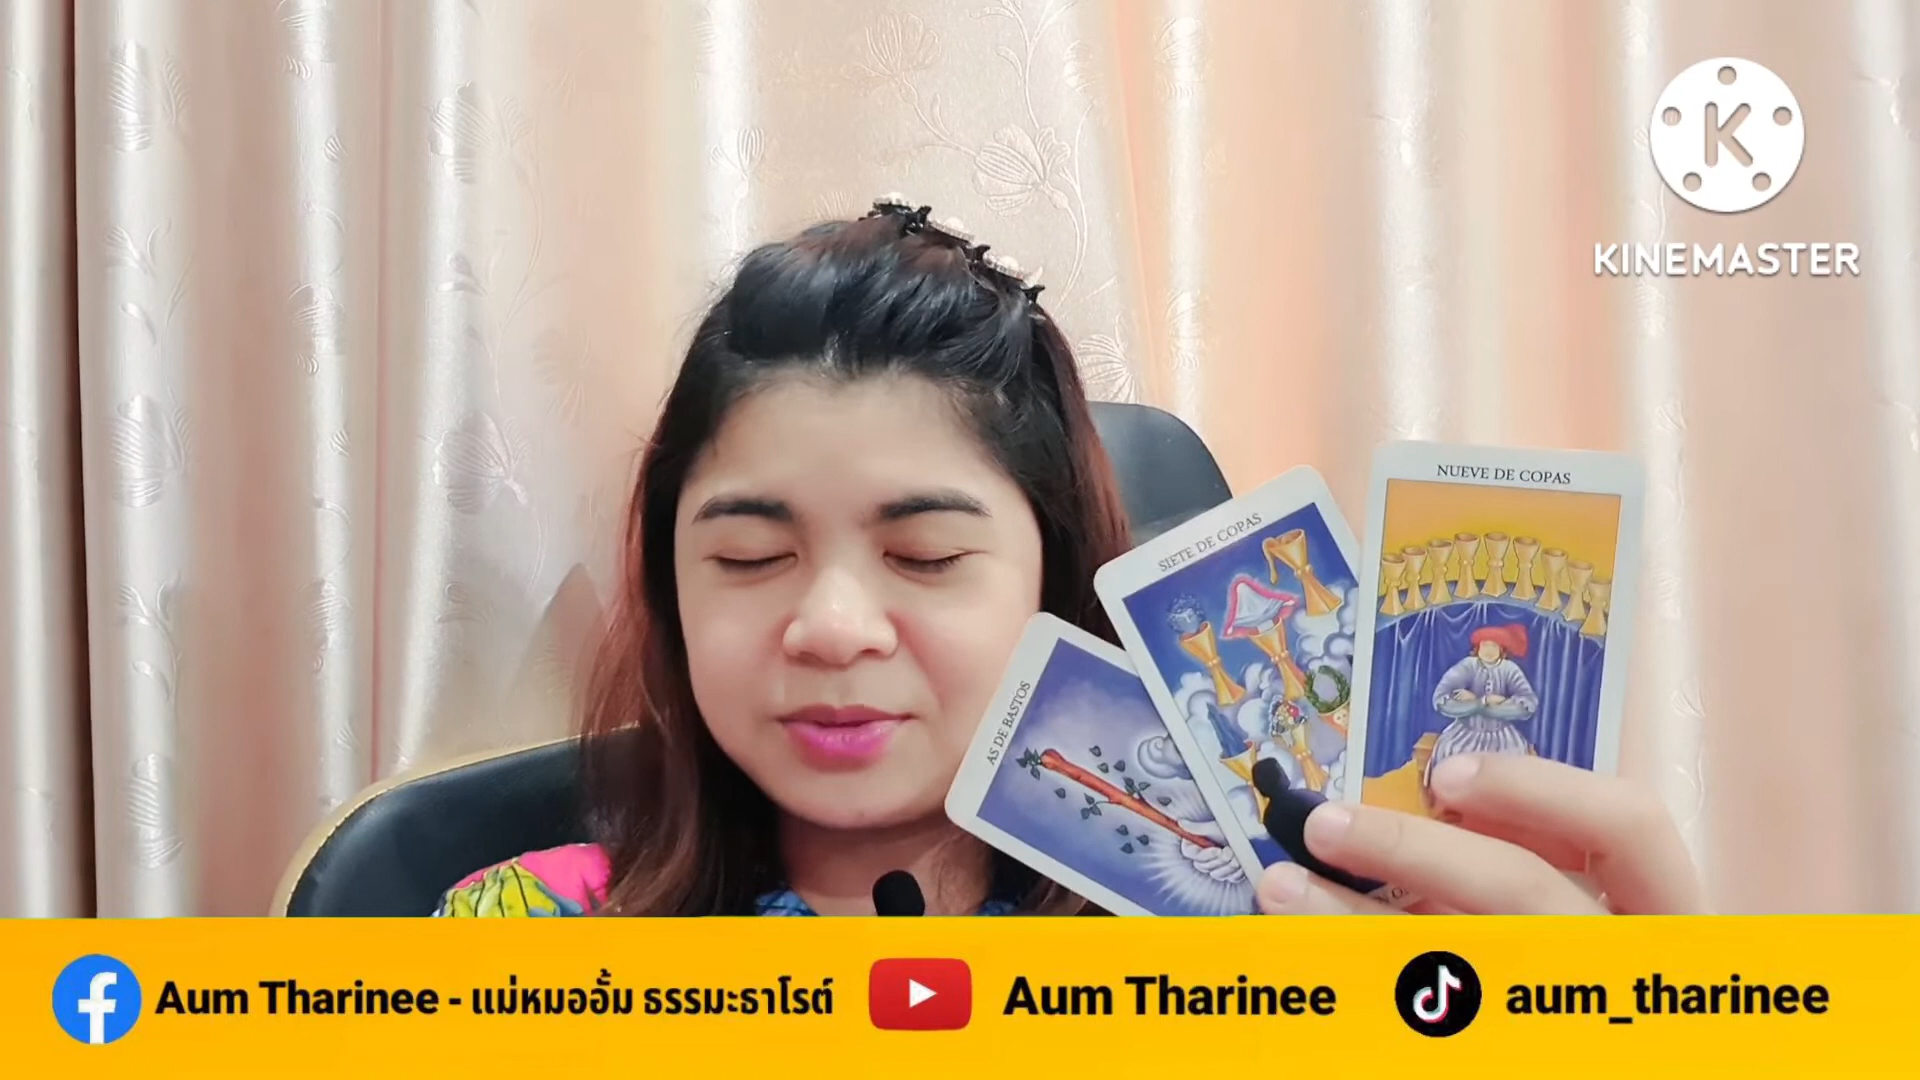 KINEMASTER
NUEVE DE COPAS
SIETE DE COPAS
AS DE BASTOS
Aum Tharinee - แม่หมออั้ม ธรรมะธาโรต์
Aum Tharinee
aum_tharinee